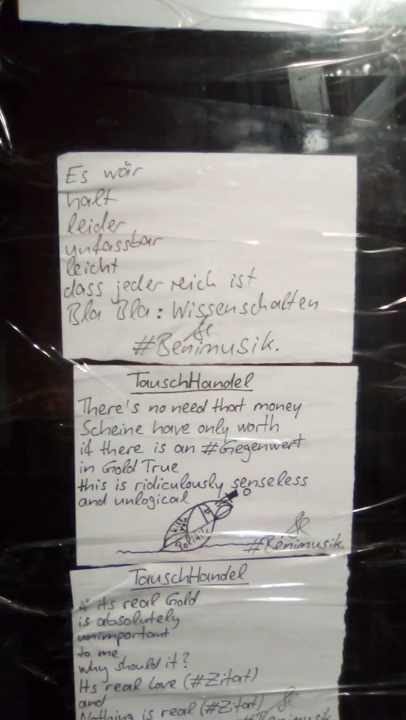 Es wär
halt
leider
unfassbar
leicht
dass jeder reich ist
Bla Bla: Wissenschalten
#Benimusik.
TauschHandel
There's no need that money
Scheine have only worth
if there is an #Gegenwert
in Gold True
this is ridiculously senseless
and unlogical
#Benimusik.
TauschHandel
if its real Gold
is absolutely
unimportant
to me
why should it?
Its real Love (#Zitat)
and
Nothing is real (#Zitat)
#Benimusik